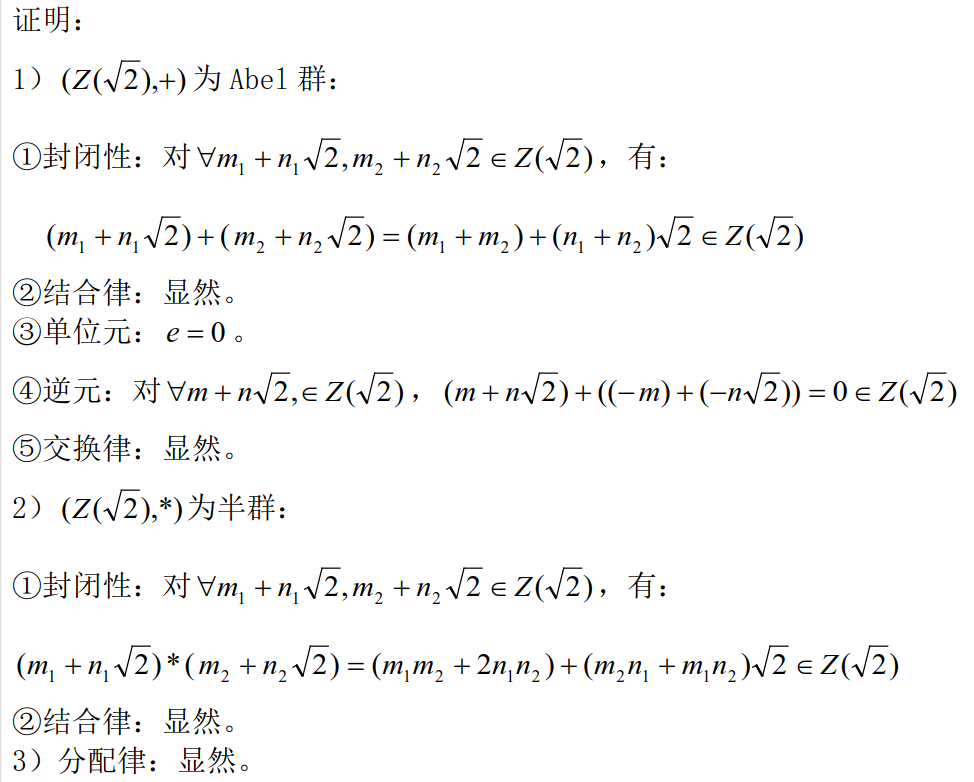 证明：
1）(Z(√2),+)为 Abel 群：
①封闭性：对∀m₁ + n₁√2, m₂ + n₂√2 ∈ Z(√2)，有：
(m₁ + n₁√2) + (m₂ + n₂√2) = (m₁ + m₂) + (n₁ + n₂)√2 ∈ Z(√2)
②结合律：显然。
③单位元：e = 0。
④逆元：对∀m + n√2,∈ Z(√2)，(m + n√2) + ((−m) + (−n√2)) = 0 ∈ Z(√2)
⑤交换律：显然。
2）(Z(√2),*)为半群：
①封闭性：对∀m₁ + n₁√2, m₂ + n₂√2 ∈ Z(√2)，有：
(m₁ + n₁√2) * (m₂ + n₂√2) = (m₁m₂ + 2n₁n₂) + (m₂n₁ + m₁n₂)√2 ∈ Z(√2)
②结合律：显然。
3）分配律：显然。